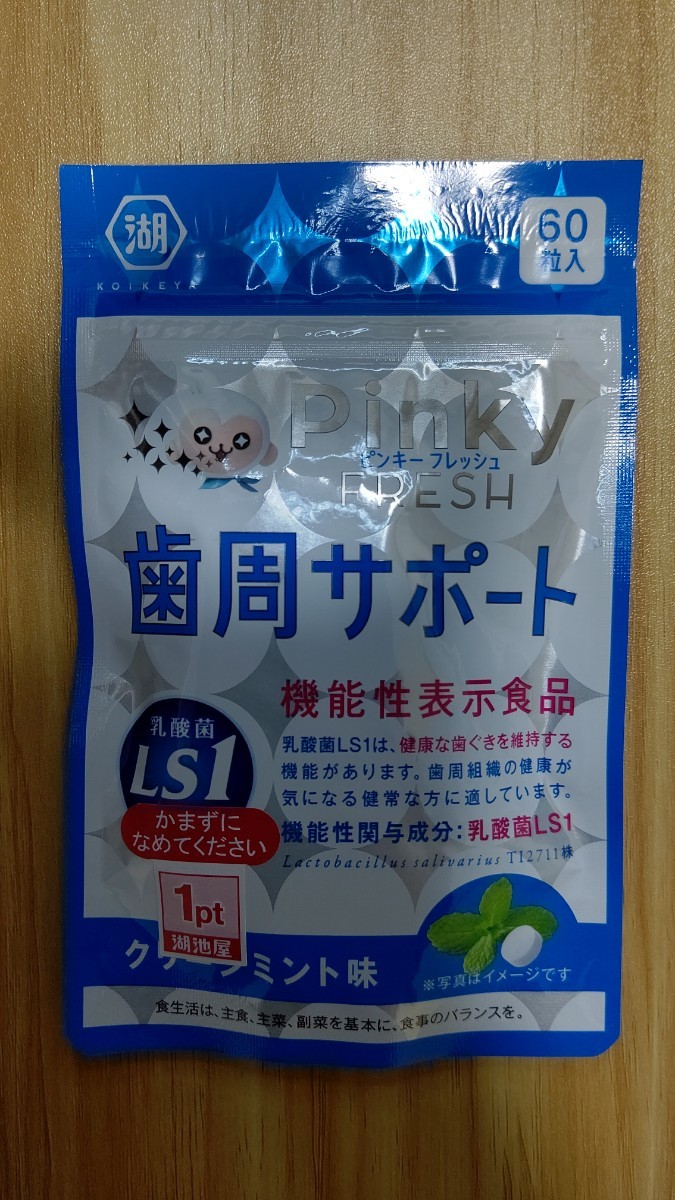 湖
KOIKEYA
60
粒入
Pinky
ピンキーフレッシュ
FRESH
歯周サポート
機能性表示食品
乳酸菌LS1は、健康な歯ぐきを維持する
機能があります。歯周組織の健康が
気になる健常な方に適しています。
機能性関与成分:乳酸菌LS1
Lactobacillus salivarius TI2711株
乳酸菌
LS1
かまずに
なめてください
1pt
湖池屋
クリーンミント味
※写真はイメージです
食生活は、主食、主菜、副菜を基本に、食事のバランスを。